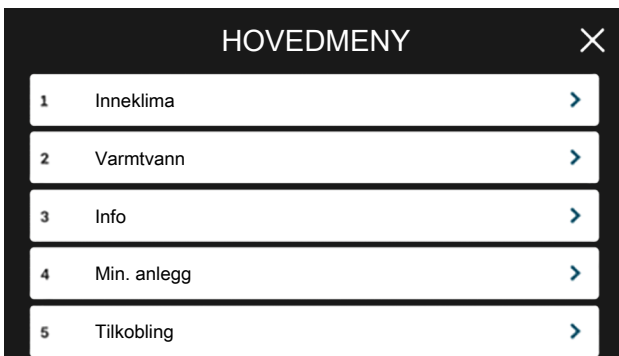 HOVEDMENY
1 Inneklima
2 Varmtvann
3 Info
4 Min. anlegg
5 Tilkobling